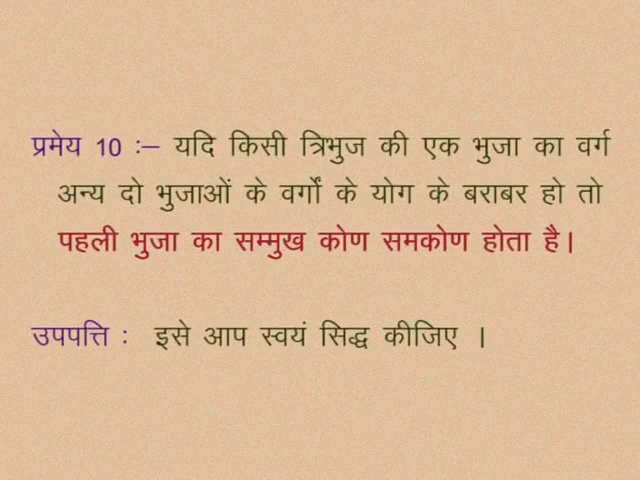 प्रमेय 10 :– यदि किसी त्रिभुज की एक भुजा का वर्ग
अन्य दो भुजाओं के वर्गों के योग के बराबर हो तो
पहली भुजा का सम्मुख कोण समकोण होता है।
उपपत्ति : इसे आप स्वयं सिद्ध कीजिए ।